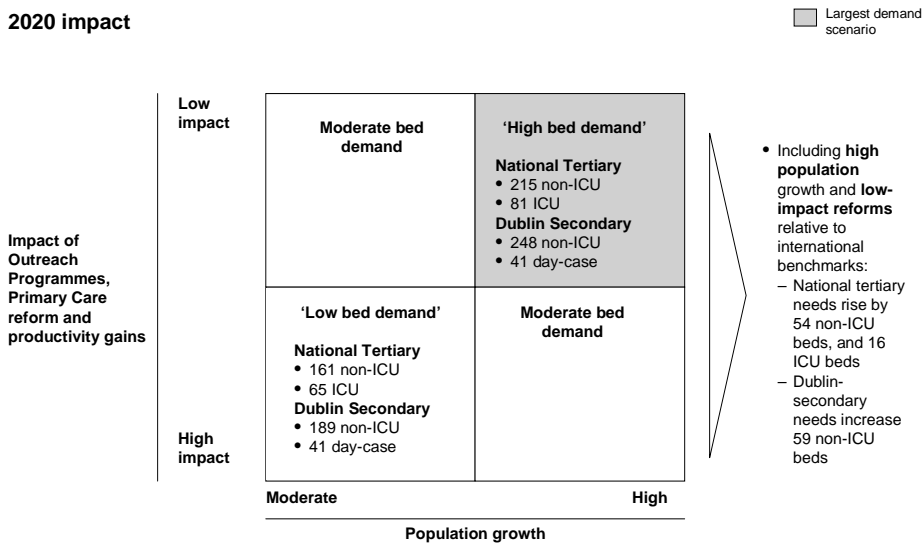 2020 impact
Largest demand
scenario
Low
impact
Moderate bed
demand
‘High bed demand’
National Tertiary
• 215 non-ICU
• 81 ICU
Dublin Secondary
• 248 non-ICU
• 41 day-case
Impact of
Outreach
Programmes,
Primary Care
reform and
productivity gains
‘Low bed demand’
National Tertiary
• 161 non-ICU
• 65 ICU
Dublin Secondary
• 189 non-ICU
• 41 day-case
Moderate bed
demand
High
impact
Moderate
High
Population growth
• Including high
population
growth and low-
impact reforms
relative to
international
benchmarks:
– National tertiary
needs rise by
54 non-ICU
beds, and 16
ICU beds
– Dublin-
secondary
needs increase
59 non-ICU
beds